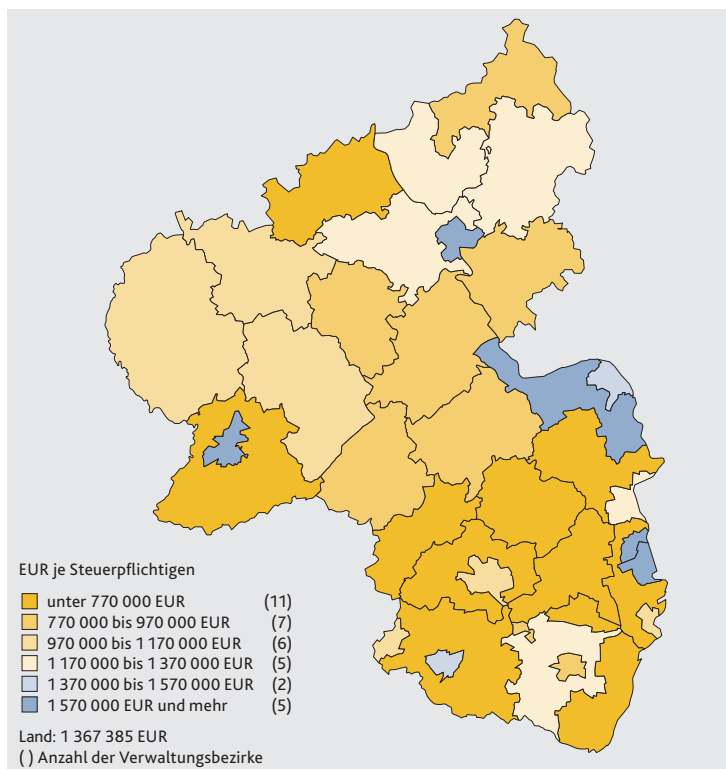 EUR je Steuerpflichtigen
unter 770 000 EUR (11)
770 000 bis 970 000 EUR (7)
970 000 bis 1 170 000 EUR (6)
1 170 000 bis 1 370 000 EUR (5)
1 370 000 bis 1 570 000 EUR (2)
1 570 000 EUR und mehr (5)
Land: 1 367 385 EUR
( ) Anzahl der Verwaltungsbezirke